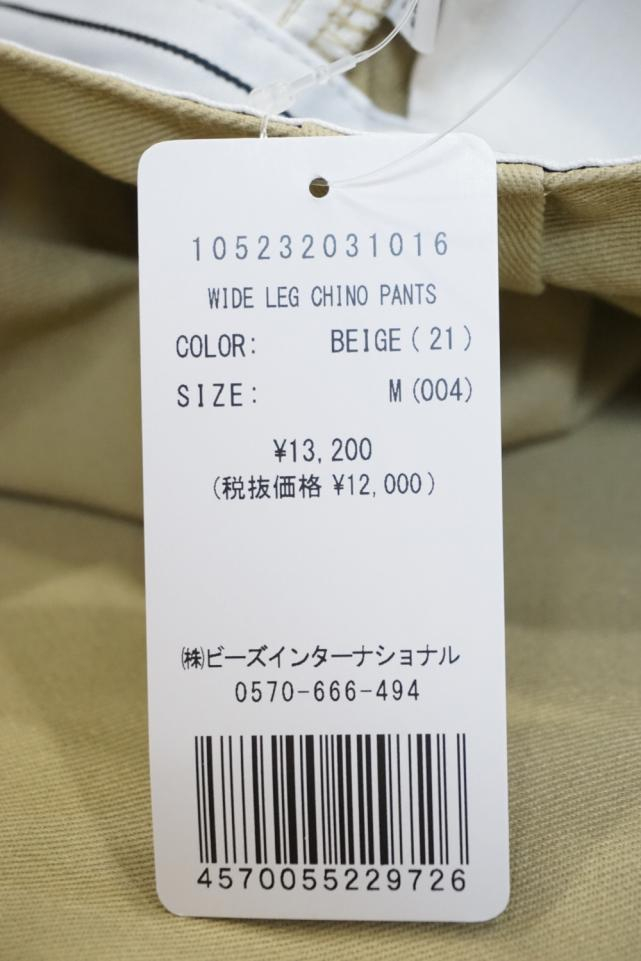 105232031016
WIDE LEG CHINO PANTS
COLOR: BEIGE(21)
SIZE: M(004)
¥13,200
(税抜価格 ¥12,000)
㈱ビーズインターナショナル
0570-666-494
4570055229726